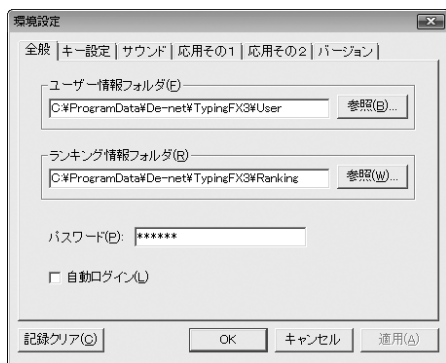 環境設定
全般 キー設定 サウンド 応用その1 応用その2 バージョン
ユーザー情報フォルダ(F)
C:¥ProgramData¥De-net¥TypingFX3¥User 参照(B)...
ランキング情報フォルダ(R)
C:¥ProgramData¥De-net¥TypingFX3¥Ranking 参照(W)...
パスワード(P): ******
自動ログイン(L)
記録クリア(C) OK キャンセル 適用(A)